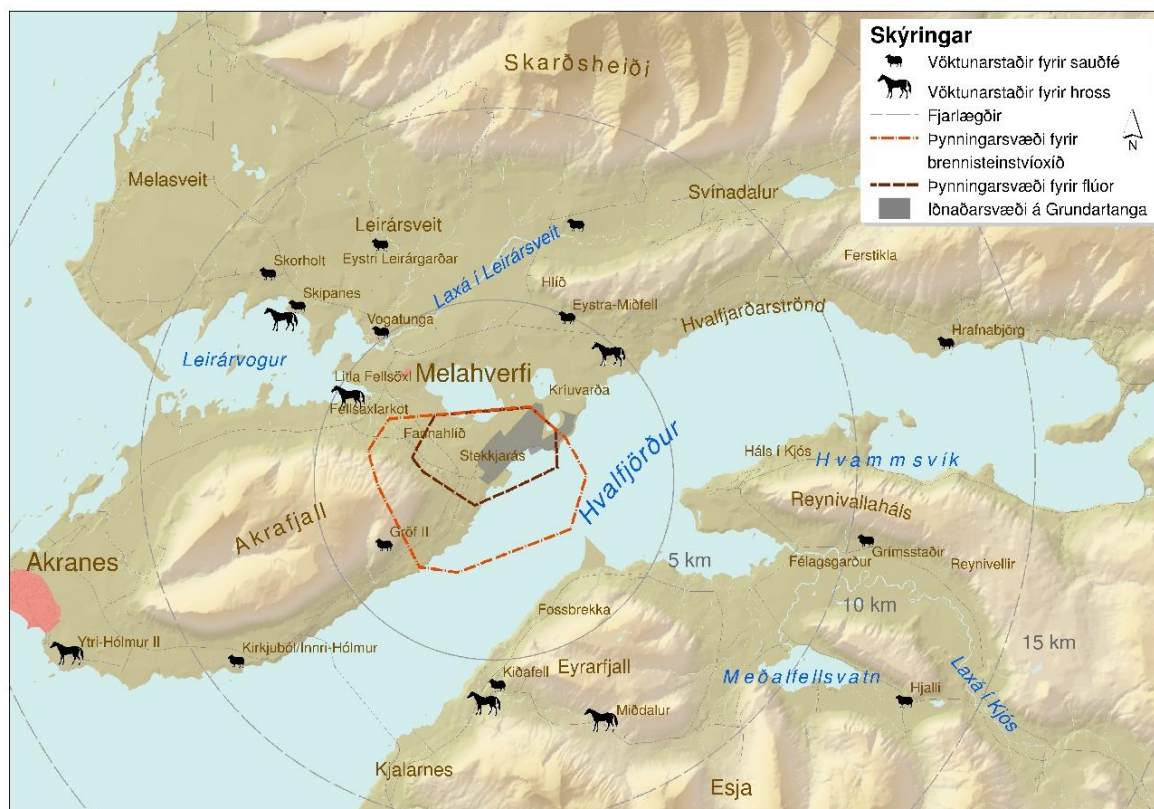 Skarðsheiði
Skýringar
Vöktunarstaðir fyrir sauðfé
Vöktunarstaðir fyrir hross
Fjarlægðir
Þynningarsvæði fyrir
brennisteinstvíoxíð
Þynningarsvæði fyrir flúor
Iðnaðarsvæði á Grundartanga
N
Melasveit
Svínadalur
Leirársveit
Eystri Leirárgarðar
Laxá í Leirársveit
Ferstikla
Skorholt
Hlíð
Skipanes
Eystra-Miðfell
Vogatunga
Hvalfjarðarströnd
Hrafnabjörg
Leirárvogur
Litla Fellsöxl
Melahverfi
Kríuvarða
Fellsaxlarkot
Fannahlíð
Stekkjarás
Hvalfjörður
Háls í Kjós
Hvammsvík
Reynivallaháls
Akrafjall
Gröf II
Grímsstaðir
Akranes
5 km
Félagsgarður
Reynivellir
10 km
Fossbrekka
15 km
Ytri-Hólmur II
Kirkjuból/Innri-Hólmur
Kiðafell
Eyrarfjall
Meðalfellsvatn
Hjalli
Laxá í Kjós
Miðdalur
Kjalarnes
Esja